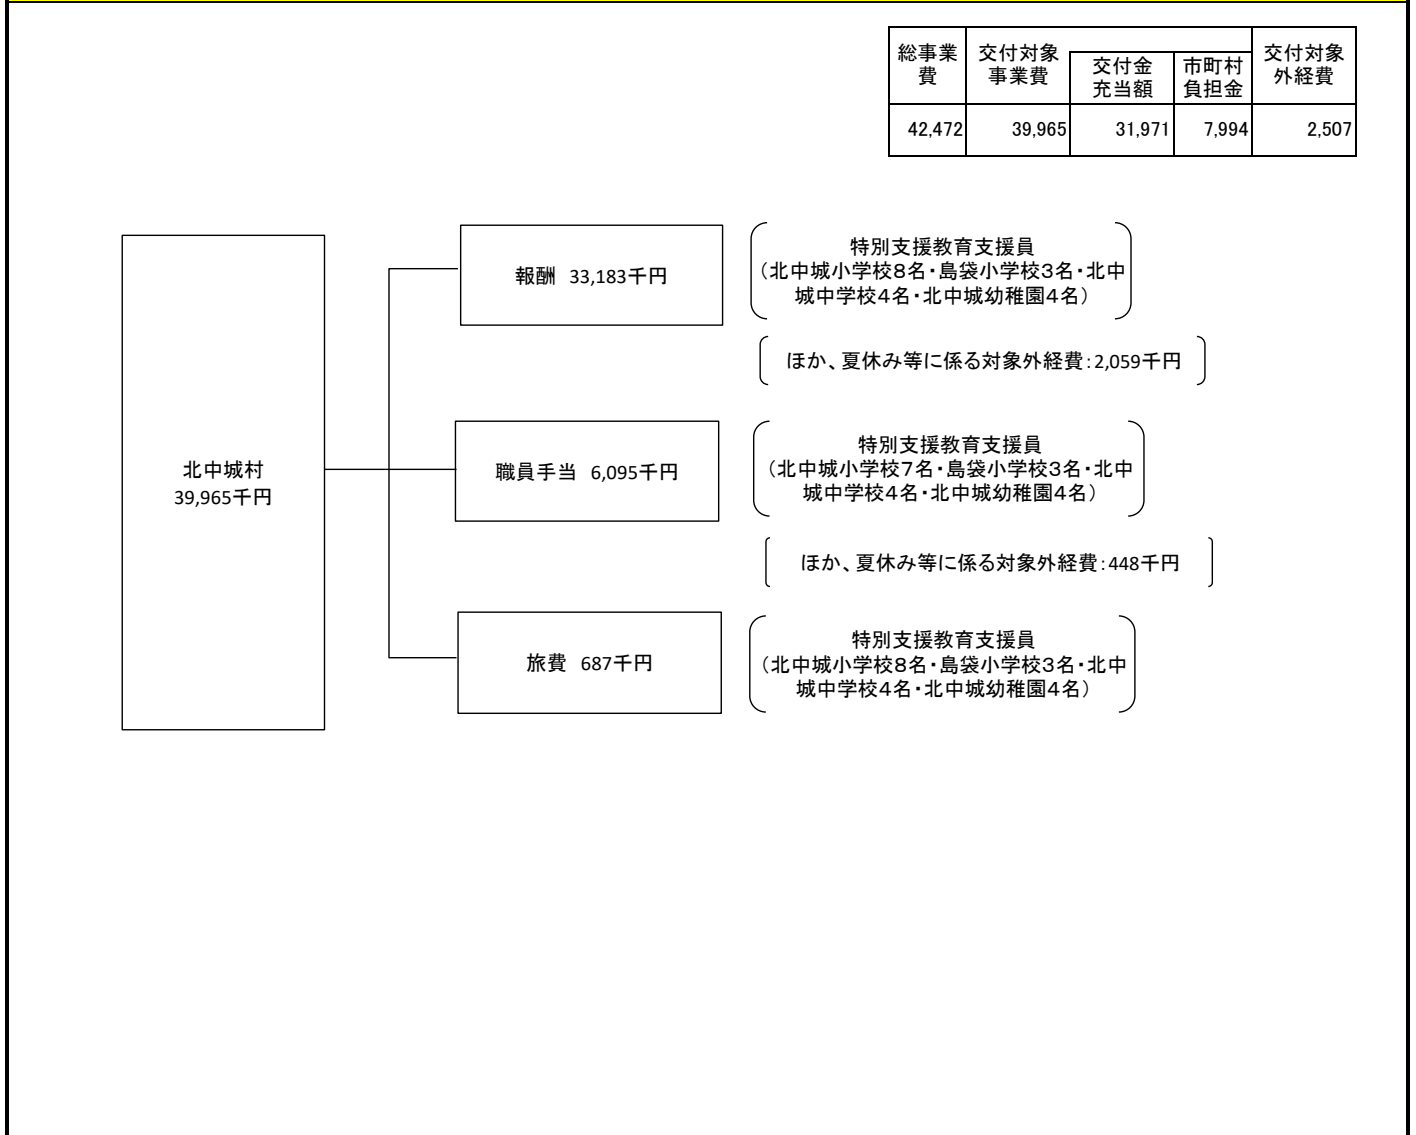 総事業費
交付対象事業費
交付金充当額
市町村負担金
交付対象外経費
42,472 39,965 31,971 7,994 2,507
北中城村
39,965千円
報酬 33,183千円
特別支援教育支援員
（北中城小学校8名・島袋小学校3名・北中
城中学校4名・北中城幼稚園4名）
ほか、夏休み等に係る対象外経費：2,059千円
職員手当 6,095千円
特別支援教育支援員
（北中城小学校7名・島袋小学校3名・北中
城中学校4名・北中城幼稚園4名）
ほか、夏休み等に係る対象外経費：448千円
旅費 687千円
特別支援教育支援員
（北中城小学校8名・島袋小学校3名・北中
城中学校4名・北中城幼稚園4名）